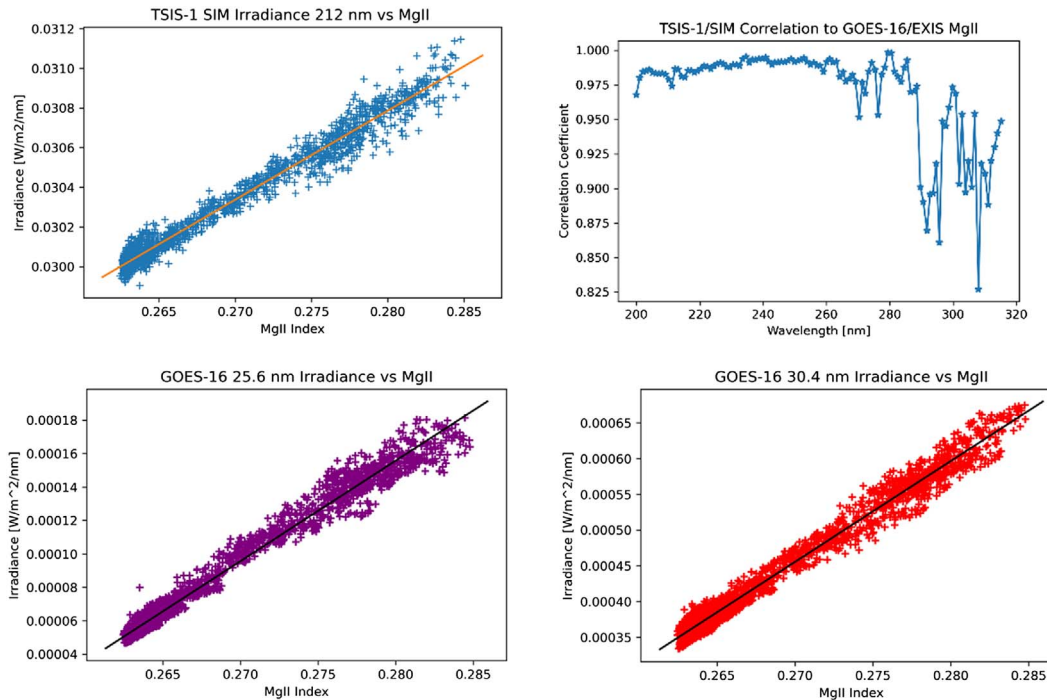 TSIS-1 SIM Irradiance 212 nm vs MgII
0.0312
0.0310
0.0308
0.0306
0.0304
0.0302
0.0300
Irradiance [W/m2/nm]
0.265 0.270 0.275 0.280 0.285
MgII Index
TSIS-1/SIM Correlation to GOES-16/EXIS MgII
1.000
0.975
0.950
0.925
0.900
0.875
0.850
0.825
Correlation Coefficient
200 220 240 260 280 300 320
Wavelength [nm]
GOES-16 25.6 nm Irradiance vs MgII
0.00018
0.00016
0.00014
0.00012
0.00010
0.00008
0.00006
0.00004
Irradiance [W/m^2/nm]
0.265 0.270 0.275 0.280 0.285
MgII Index
GOES-16 30.4 nm Irradiance vs MgII
0.00065
0.00060
0.00055
0.00050
0.00045
0.00040
0.00035
Irradiance [W/m^2/nm]
0.265 0.270 0.275 0.280 0.285
MgII Index